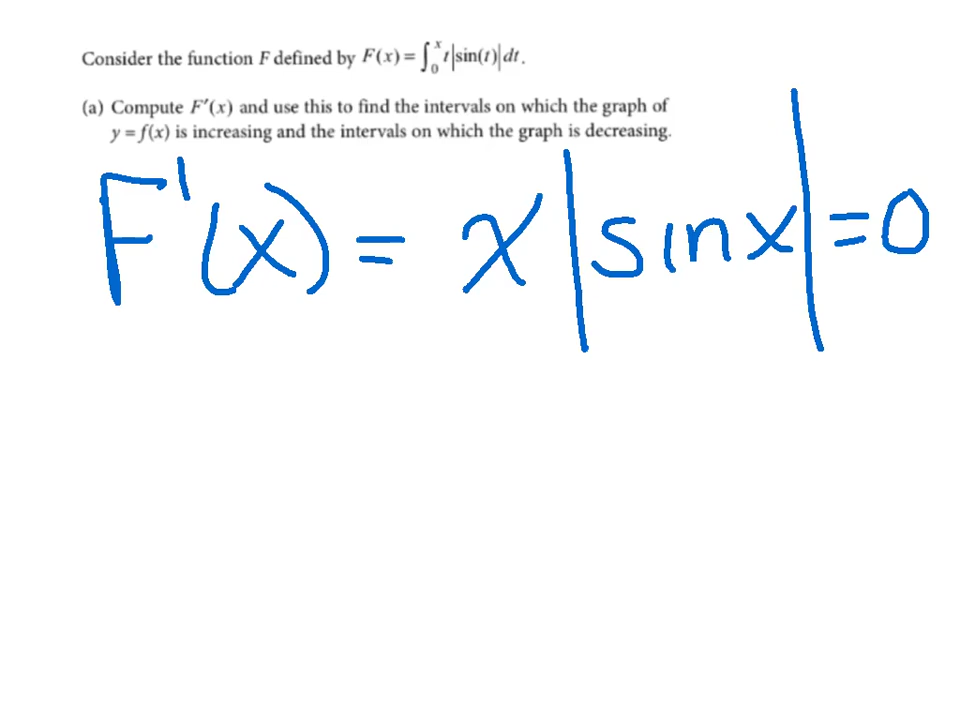 Consider the function F defined by F(x) = ∫₀ˣ t|sin(t)|dt.
(a) Compute F′(x) and use this to find the intervals on which the graph of
y = f(x) is increasing and the intervals on which the graph is decreasing.
F'(x) = x|sinx|=0